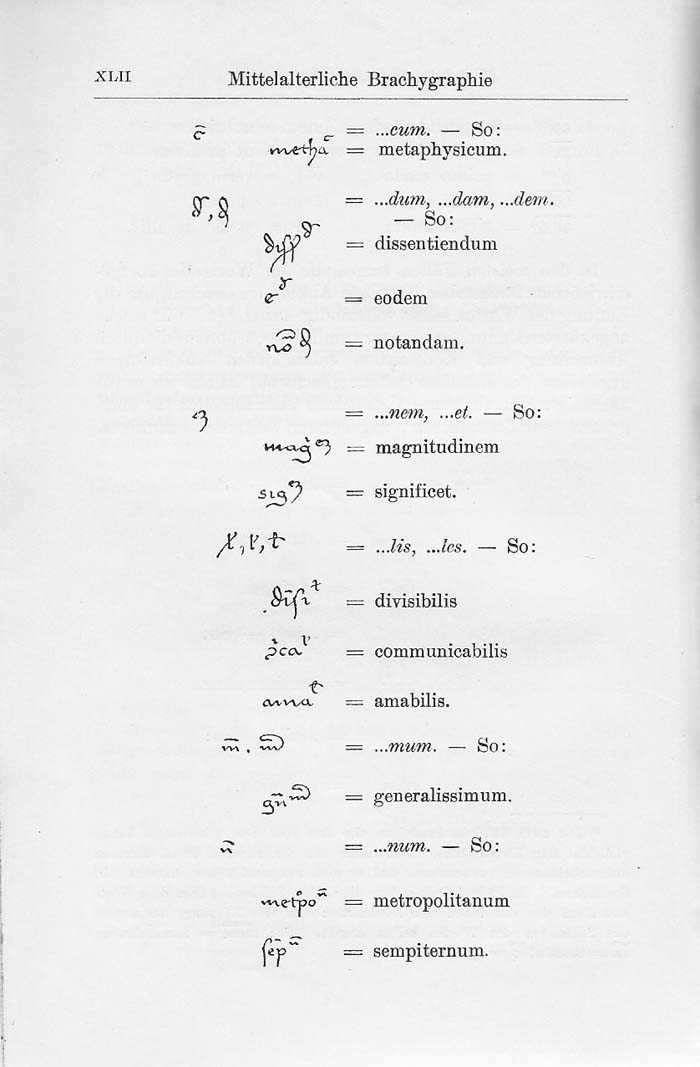 XLII Mittelalterliche Brachygraphie
c̄ = ...cum. — So:
= metaphysicum.
= ...dum, ...dam, ...dem.
— So:
= dissentiendum
= eodem
= notandam.
= ...nem, ...et. — So:
= magnitudinem
= significet.
= ...lis, ...les. — So:
= divisibilis
= communicabilis
= amabilis.
= ...mum. — So:
= generalissimum.
= ...num. — So:
= metropolitanum
= sempiternum.